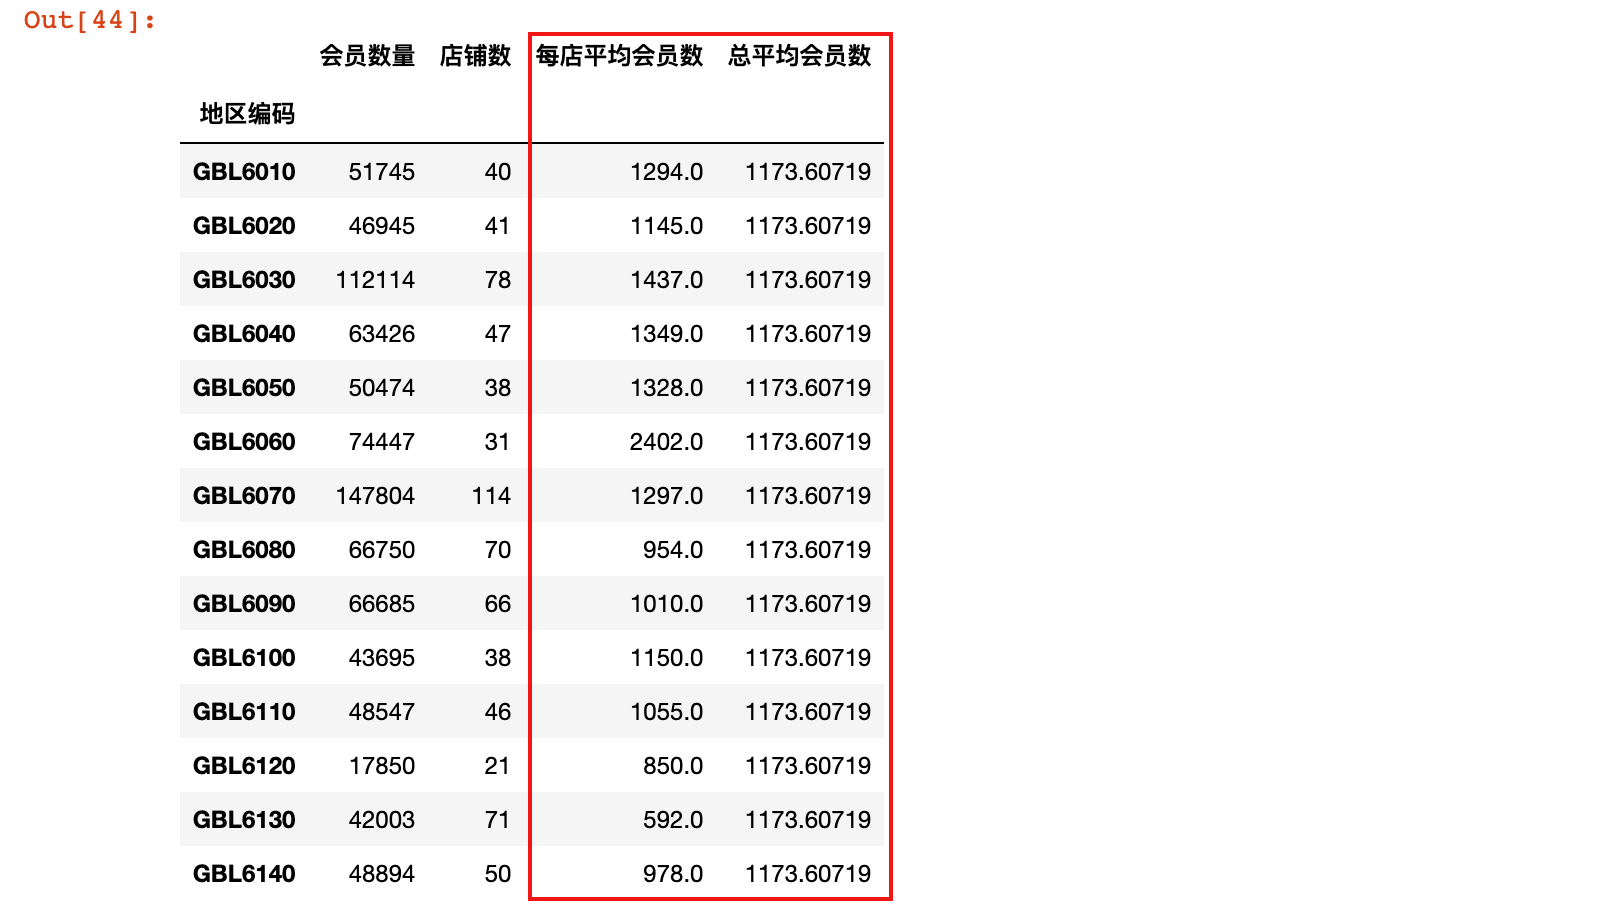 Out[44]:
会员数量 店铺数 每店平均会员数 总平均会员数
地区编码
GBL6010 51745 40 1294.0 1173.60719
GBL6020 46945 41 1145.0 1173.60719
GBL6030 112114 78 1437.0 1173.60719
GBL6040 63426 47 1349.0 1173.60719
GBL6050 50474 38 1328.0 1173.60719
GBL6060 74447 31 2402.0 1173.60719
GBL6070 147804 114 1297.0 1173.60719
GBL6080 66750 70 954.0 1173.60719
GBL6090 66685 66 1010.0 1173.60719
GBL6100 43695 38 1150.0 1173.60719
GBL6110 48547 46 1055.0 1173.60719
GBL6120 17850 21 850.0 1173.60719
GBL6130 42003 71 592.0 1173.60719
GBL6140 48894 50 978.0 1173.60719